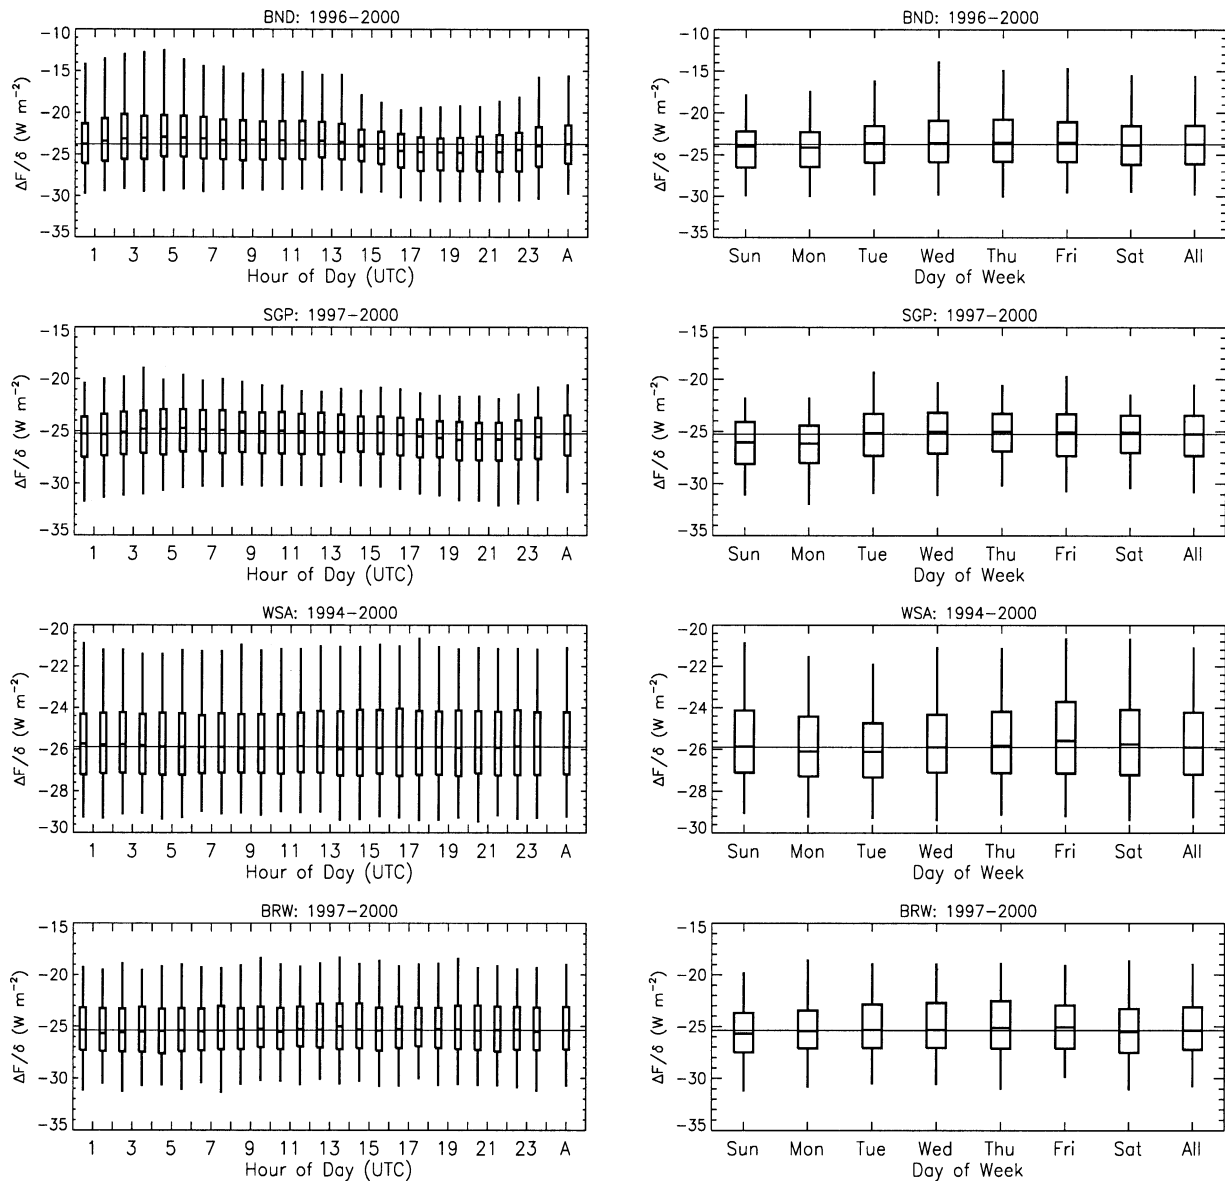 BND: 1996−2000
−10
−15
−20
−25
−30
−35
ΔF/δ (W m⁻²)
1 3 5 7 9 11 13 15 17 19 21 23 A
Hour of Day (UTC)
BND: 1996−2000
−10
−15
−20
−25
−30
−35
ΔF/δ (W m⁻²)
Sun Mon Tue Wed Thu Fri Sat All
Day of Week
SGP: 1997−2000
−15
−20
−25
−30
−35
ΔF/δ (W m⁻²)
1 3 5 7 9 11 13 15 17 19 21 23 A
Hour of Day (UTC)
SGP: 1997−2000
−15
−20
−25
−30
−35
ΔF/δ (W m⁻²)
Sun Mon Tue Wed Thu Fri Sat All
Day of Week
WSA: 1994−2000
−20
−22
−24
−26
−28
−30
ΔF/δ (W m⁻²)
1 3 5 7 9 11 13 15 17 19 21 23 A
Hour of Day (UTC)
WSA: 1994−2000
−20
−22
−24
−26
−28
−30
ΔF/δ (W m⁻²)
Sun Mon Tue Wed Thu Fri Sat All
Day of Week
BRW: 1997−2000
−15
−20
−25
−30
−35
ΔF/δ (W m⁻²)
1 3 5 7 9 11 13 15 17 19 21 23 A
Hour of Day (UTC)
BRW: 1997−2000
−15
−20
−25
−30
−35
ΔF/δ (W m⁻²)
Sun Mon Tue Wed Thu Fri Sat All
Day of Week